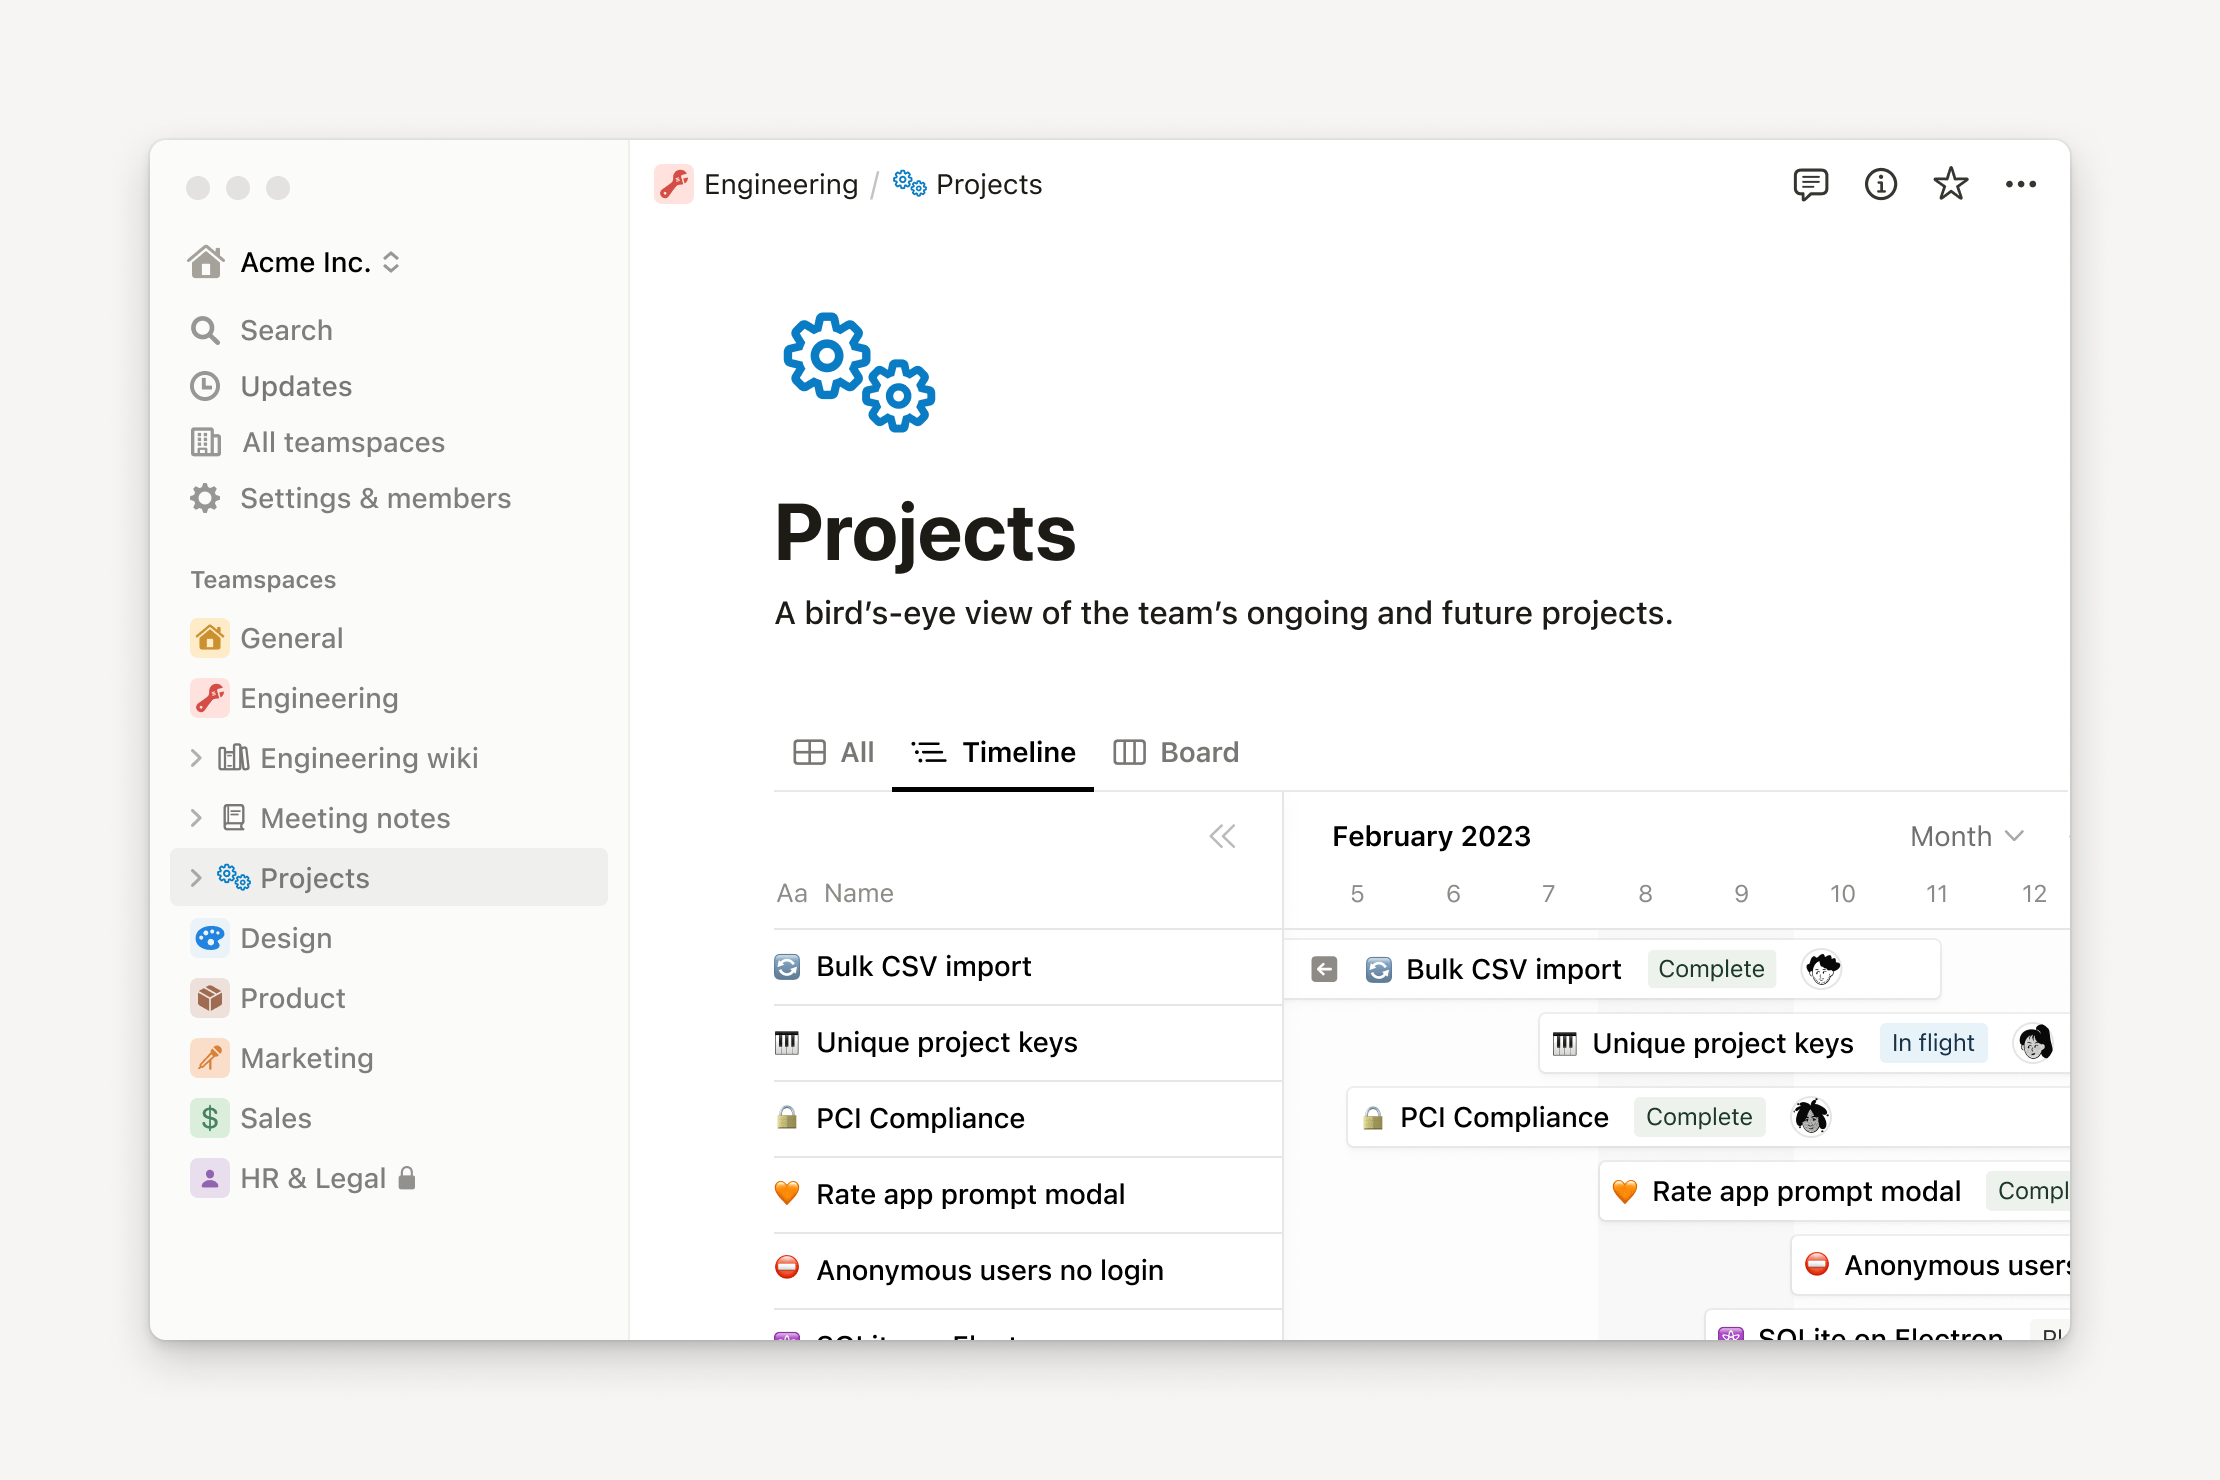 Acme Inc.
Search
Updates
All teamspaces
Settings & members
Teamspaces
General
Engineering
Engineering wiki
Meeting notes
Projects
Design
Product
Marketing
Sales
HR & Legal
Engineering / Projects
Projects
A bird’s-eye view of the team’s ongoing and future projects.
All Timeline Board
February 2023 Month
Aa Name
5 6 7 8 9 10 11 12
Bulk CSV import
Unique project keys
PCI Compliance
Rate app prompt modal
Anonymous users no login
Bulk CSV import Complete
Unique project keys In flight
PCI Compliance Complete
Rate app prompt modal Compl
Anonymous users
SQLite on Electron